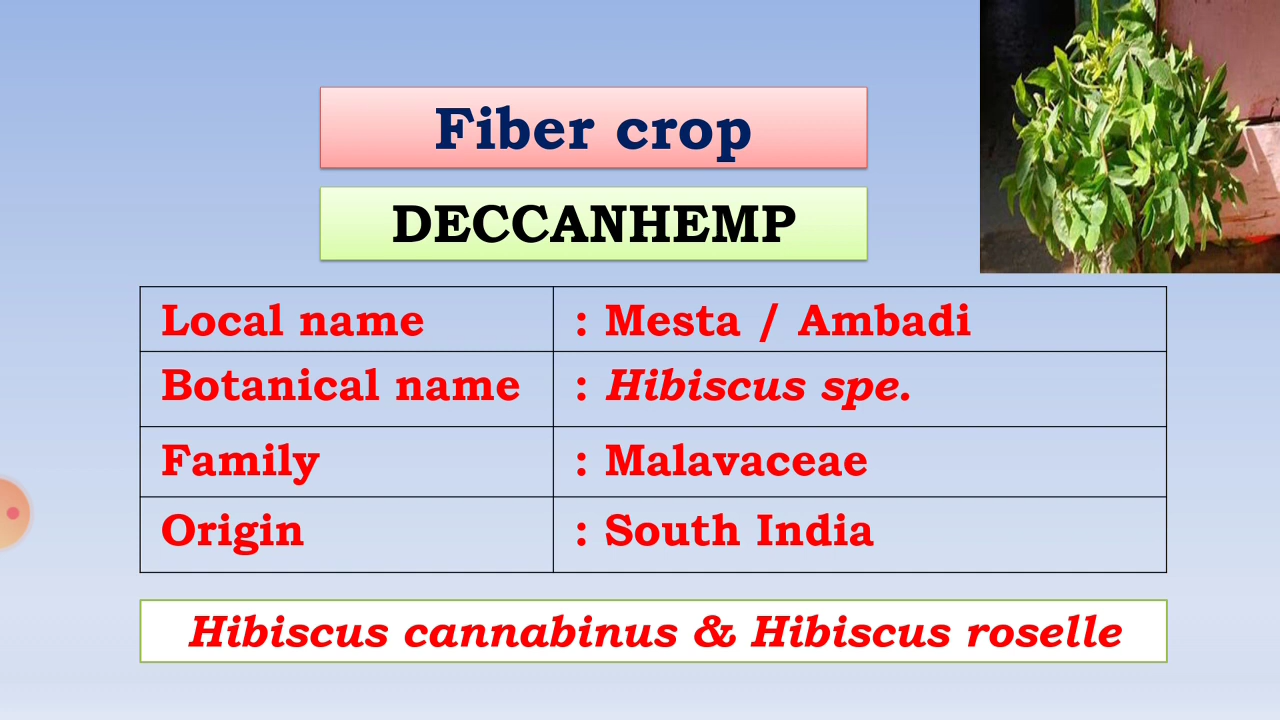 Fiber crop
DECCANHEMP
Local name : Mesta / Ambadi
Botanical name : Hibiscus spe.
Family : Malavaceae
Origin : South India
Hibiscus cannabinus & Hibiscus roselle